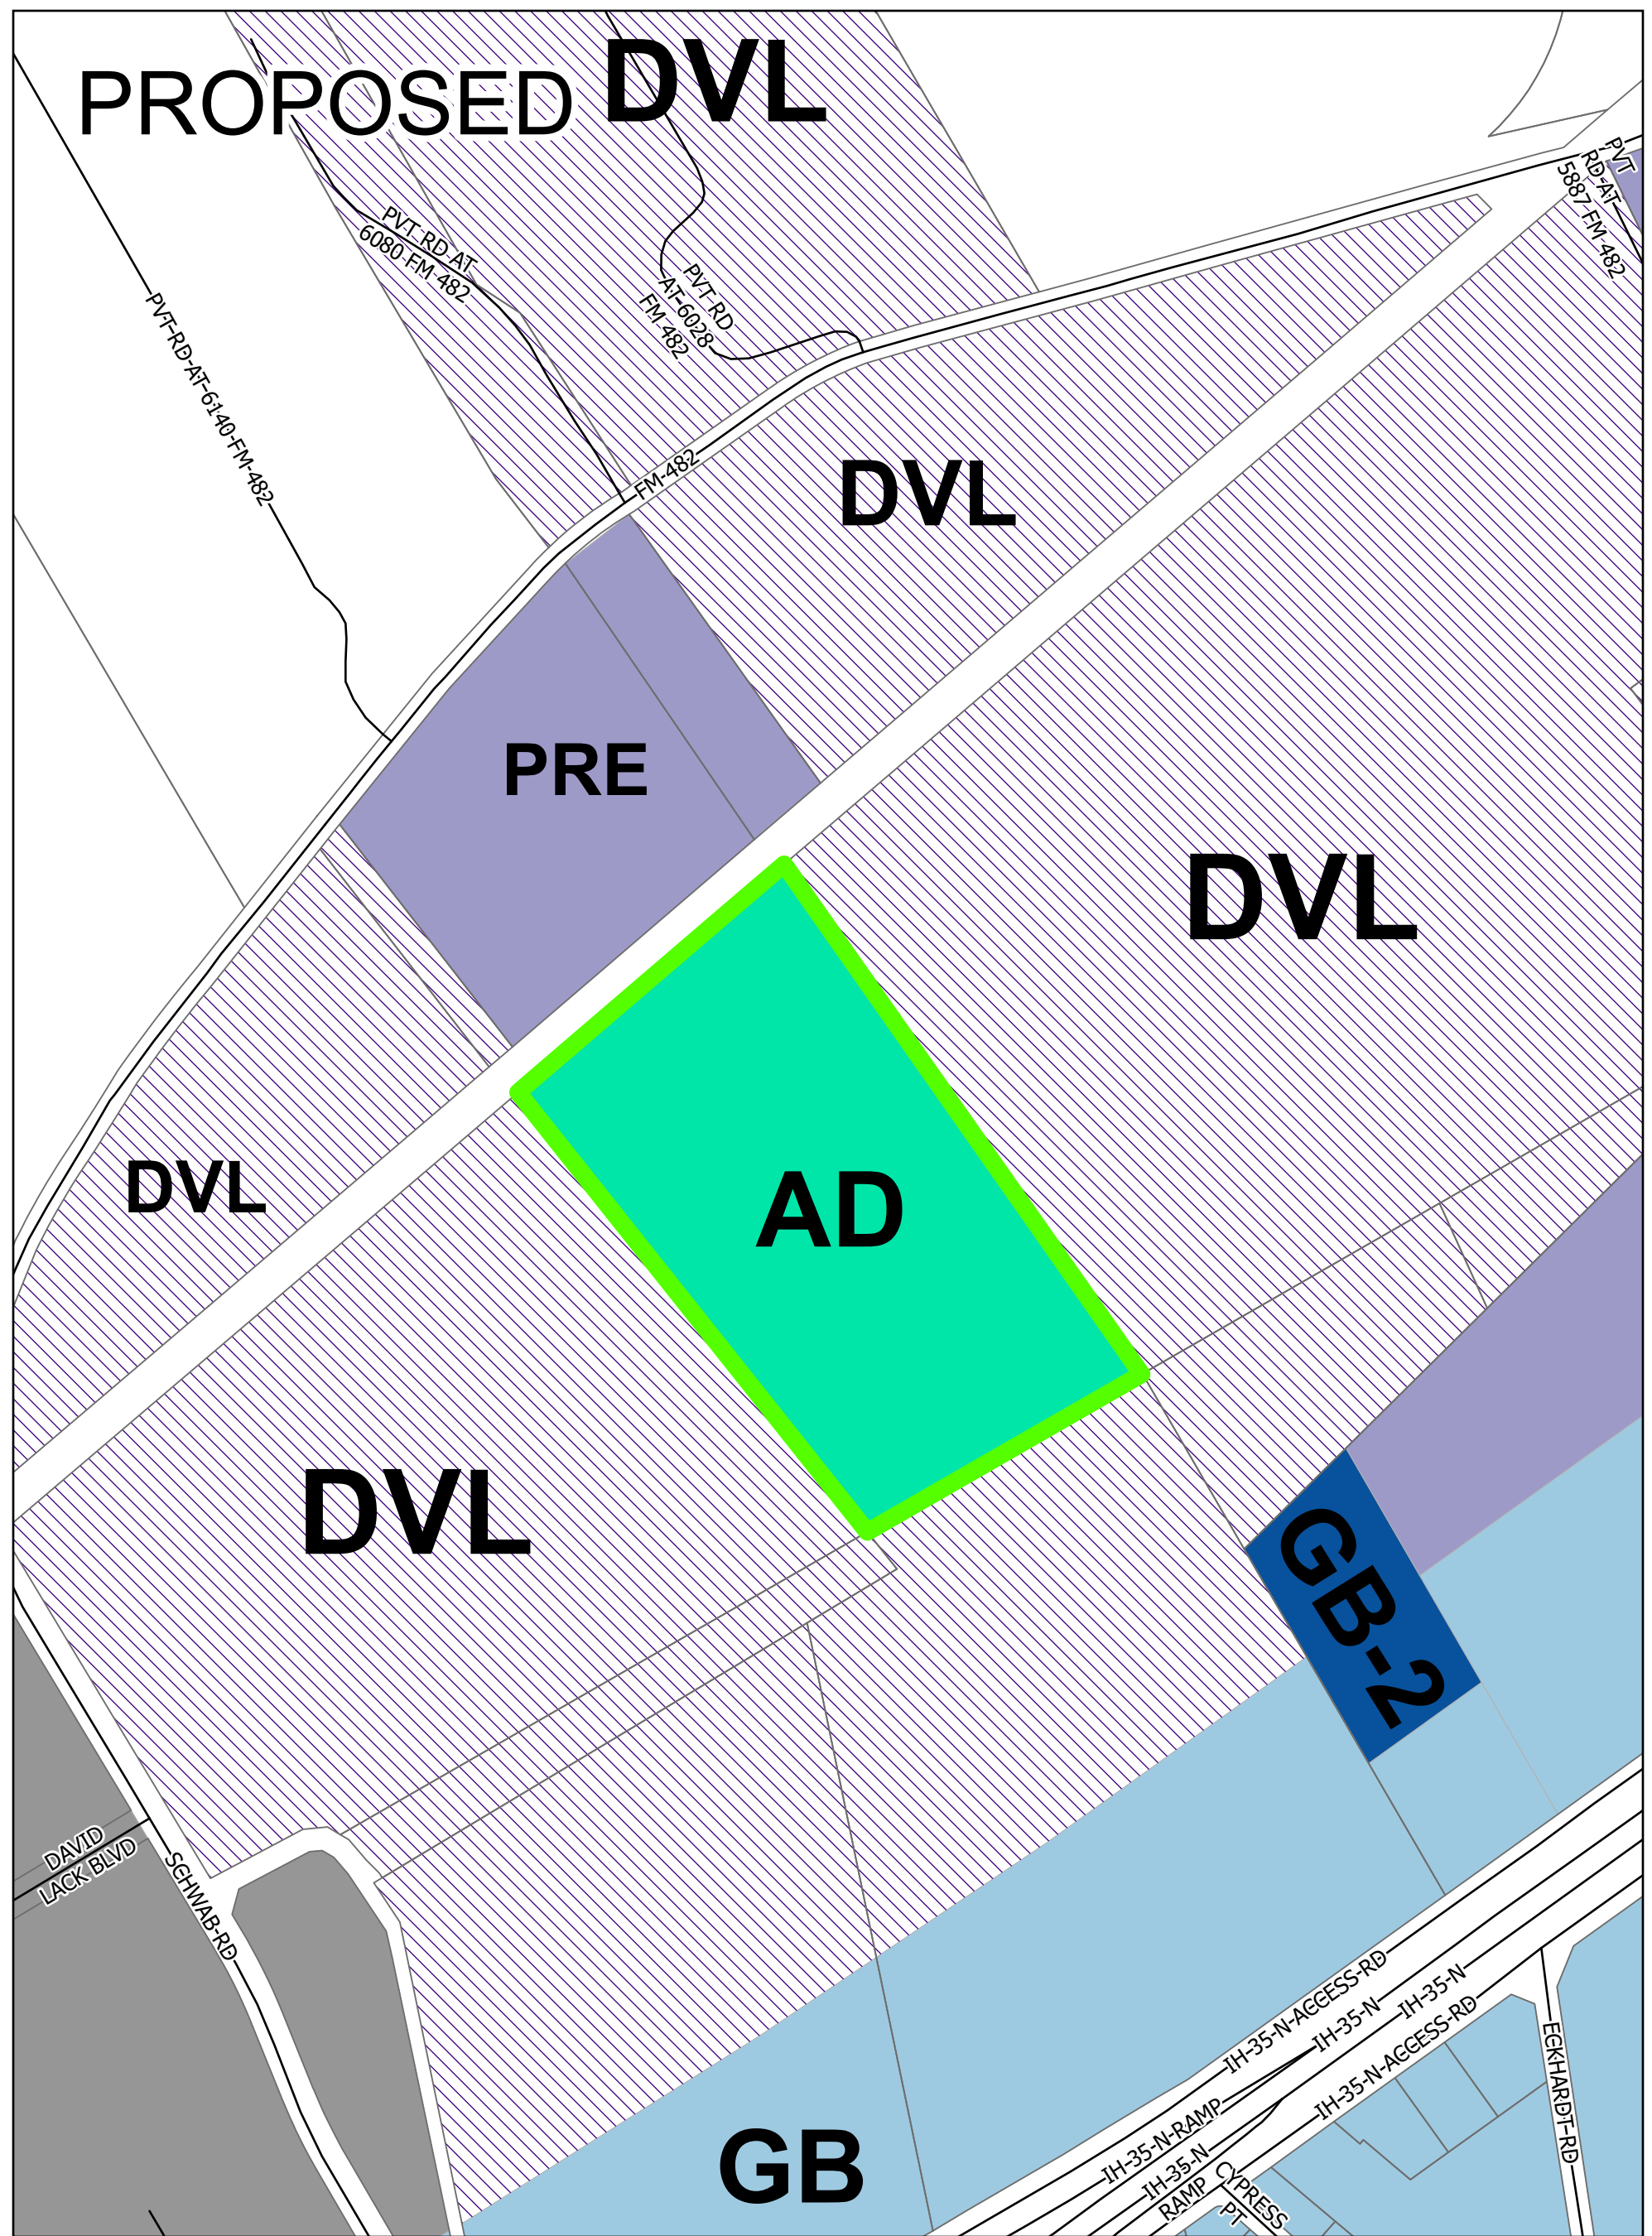 PROPOSED
DVL
PVT
RD-AT
5887-FM-482
PVT RD AT
6080-FM-482
PVT RD
AT-6028
FM 482
PVT-RD-AT-6140-FM-482
FM-482
DVL
PRE
DVL
DVL
AD
DVL
GB-2
DAVID
LACK BLVD
SCHWAB-RD
IH-35-N-ACCESS-RD
IH-35-N
IH-35-N
IH-35-N-ACCESS-RD
ECKHARDT-RD
IH-35-N-RAMP
IH-35-N
RAMP
CYPRESS
PT
GB